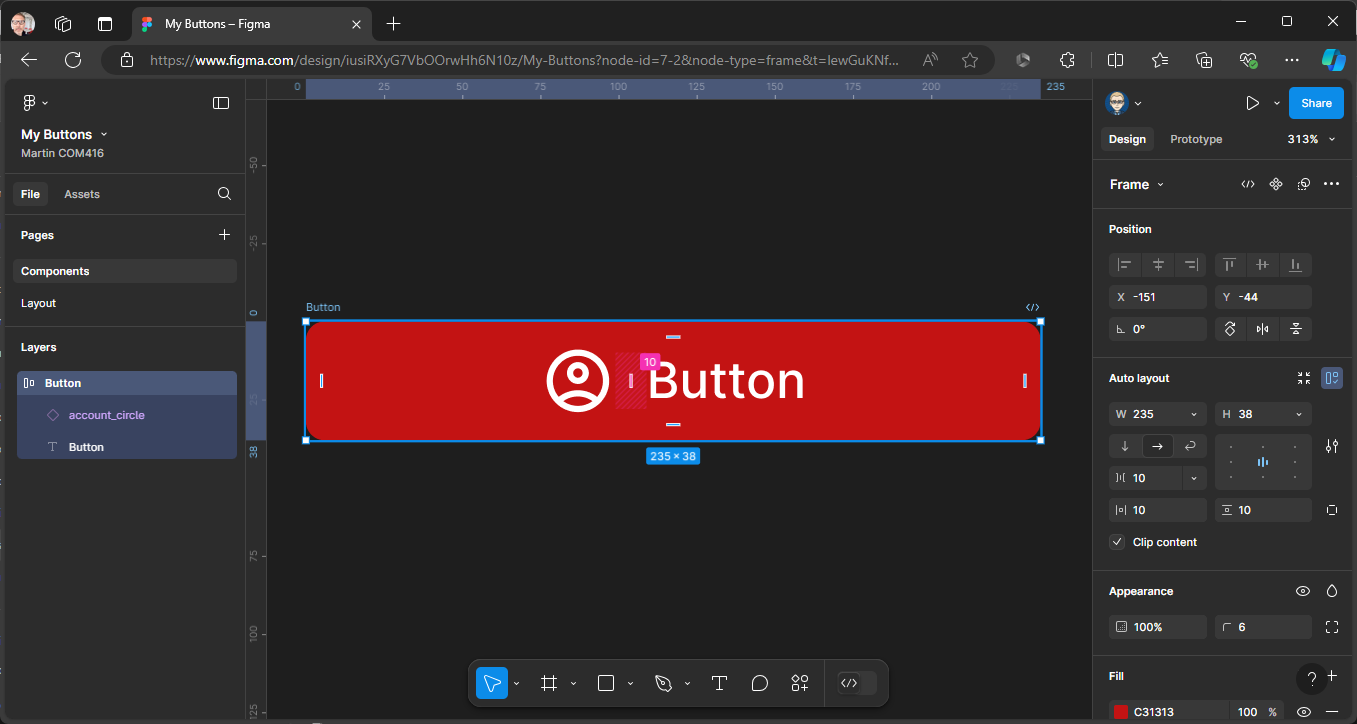 My Buttons – Figma
https://www.figma.com/design/iusiRXyG7VbOOrwHh6N10z/My-Buttons?node-id=7-2&node-type=frame&t=lewGuKNf...
My Buttons
Martin COM416
File Assets
Pages
Components
Layout
Layers
Button
account_circle
Button
0 25 50 75 100 125 150 175 200 225 235
-50
-25
0
25
38
75
100
125
Button
10
Button
235 × 38
Share
Design Prototype 313%
Frame
Position
X -151 Y -44
0°
Auto layout
W 235 H 38
10
10 10
Clip content
Appearance
100% 6
Fill
?
C31313 100 %